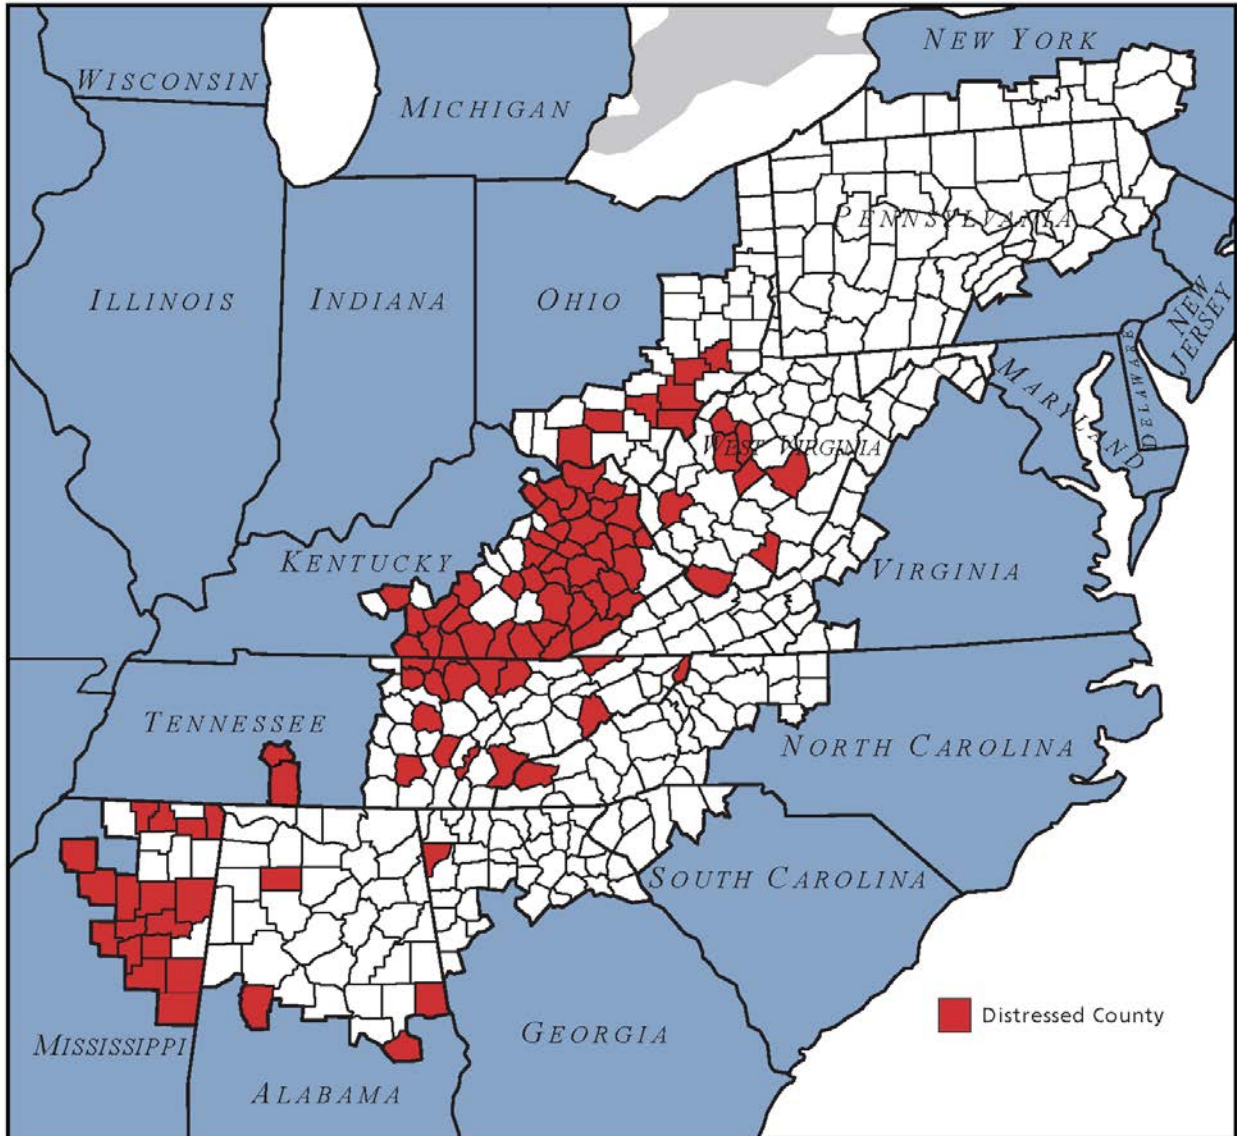 NEW YORK
WISCONSIN
MICHIGAN
PENNSYLVANIA
ILLINOIS
INDIANA
OHIO
NEW
JERSEY
DELAWARE
MARYLAND
WEST VIRGINIA
KENTUCKY
VIRGINIA
TENNESSEE
NORTH CAROLINA
SOUTH CAROLINA
Distressed County
GEORGIA
MISSISSIPPI
ALABAMA